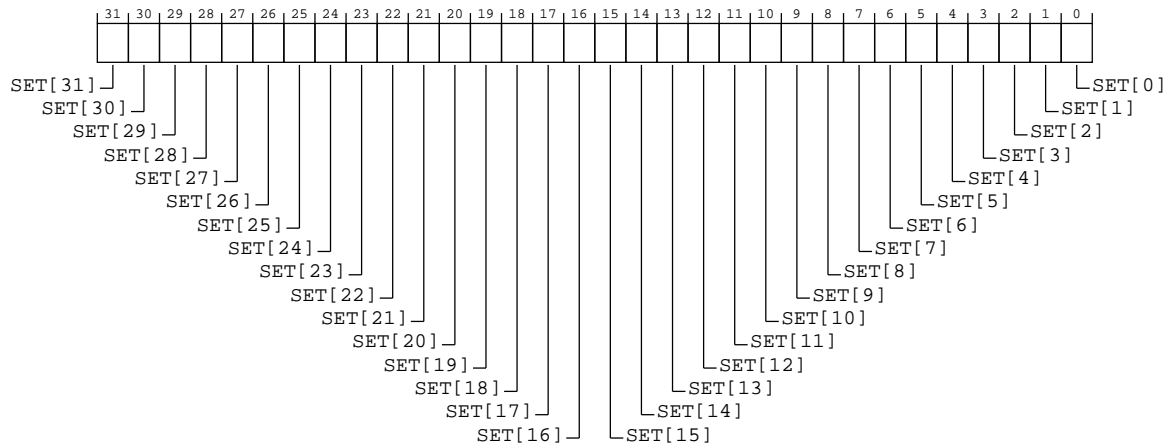 31 30 29 28 27 26 25 24 23 22 21 20 19 18 17 16 15 14 13 12 11 10 9 8 7 6 5 4 3 2 1 0
SET[31] SET[0]
SET[30] SET[1]
SET[29] SET[2]
SET[28] SET[3]
SET[27] SET[4]
SET[26] SET[5]
SET[25] SET[6]
SET[24] SET[7]
SET[23] SET[8]
SET[22] SET[9]
SET[21] SET[10]
SET[20] SET[11]
SET[19] SET[12]
SET[18] SET[13]
SET[17] SET[14]
SET[16] SET[15]